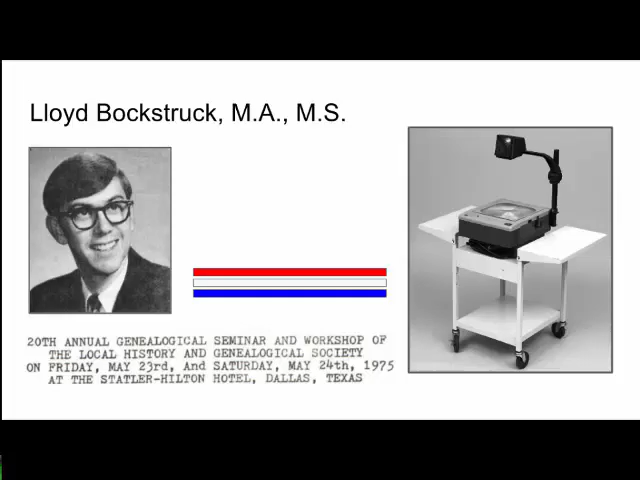 Lloyd Bockstruck, M.A., M.S.
20TH ANNUAL GENEALOGICAL SEMINAR AND WORKSHOP OF
THE LOCAL HISTORY AND GENEALOGICAL SOCIETY
ON FRIDAY, MAY 23rd, And SATURDAY, MAY 24th, 1975
AT THE STATLER-HILTON HOTEL, DALLAS, TEXAS